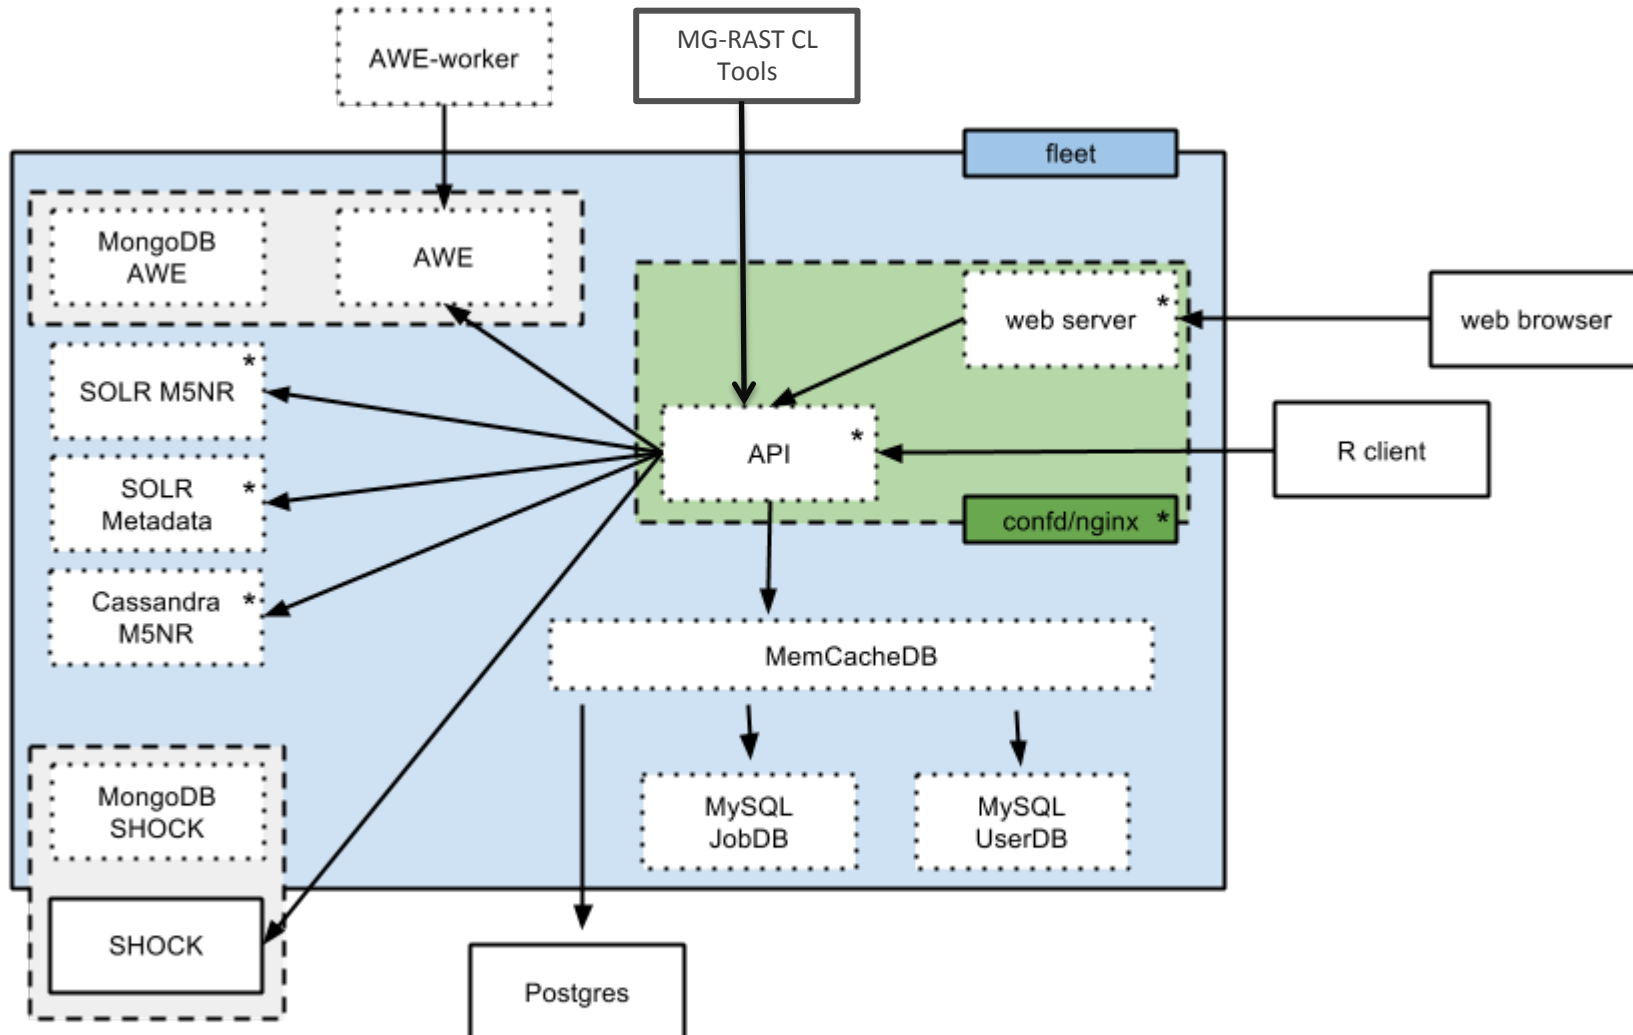 AWE-worker
MG-RAST CL
Tools
fleet
MongoDB
AWE
AWE
web server *
web browser
SOLR M5NR *
API *
R client
SOLR
Metadata *
confd/nginx *
Cassandra
M5NR *
MemCacheDB
MongoDB
SHOCK
MySQL
JobDB
MySQL
UserDB
SHOCK
Postgres